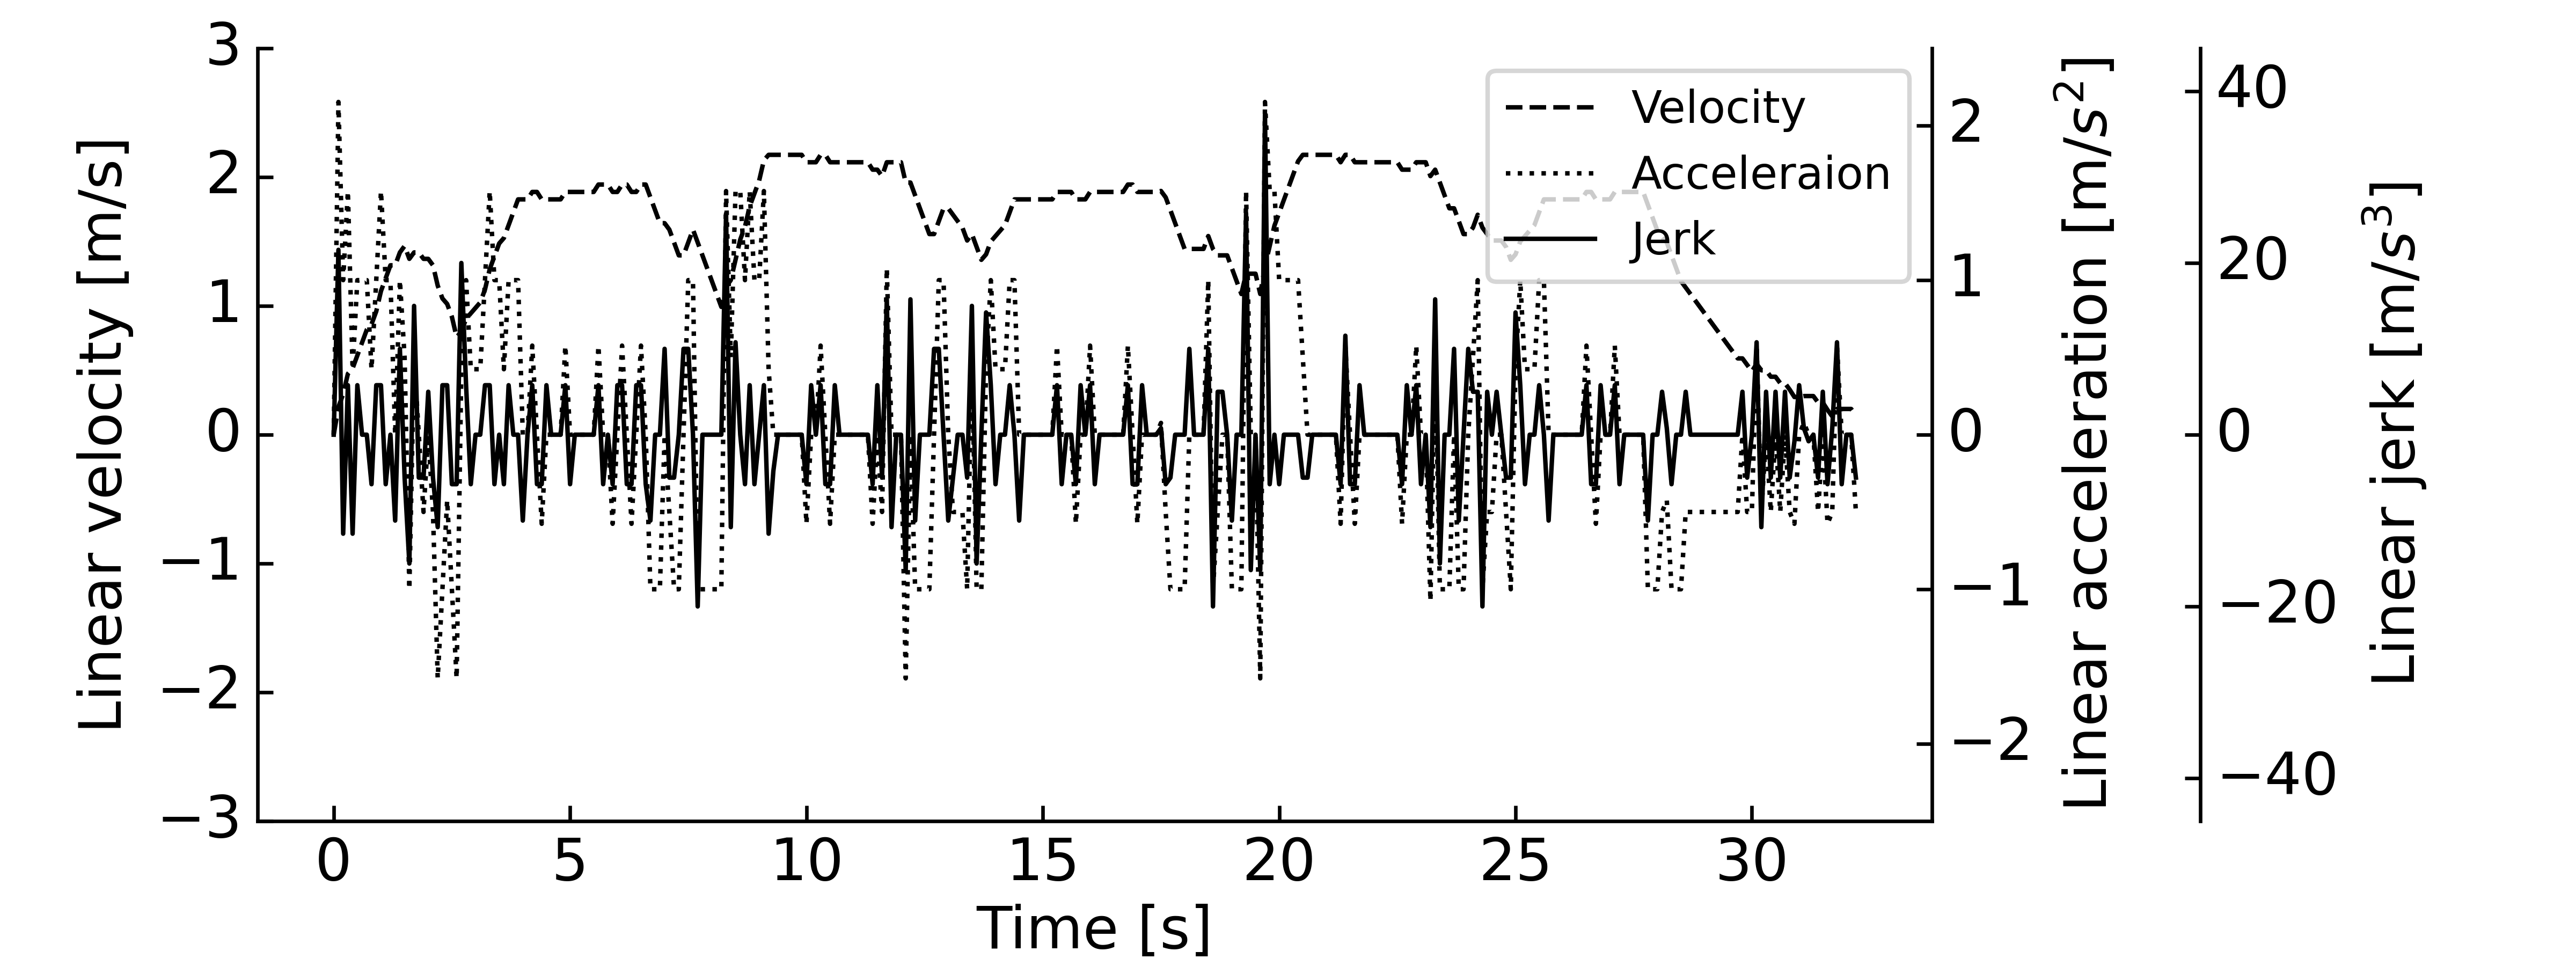 Linear velocity [m/s]
3
2
1
0
−1
−2
−3
0 5 10 15 20 25 30
Time [s]
Velocity
Acceleraion
Jerk
2
1
0
−1
−2
Linear acceleration [m/s²]
40
20
0
−20
−40
Linear jerk [m/s³]